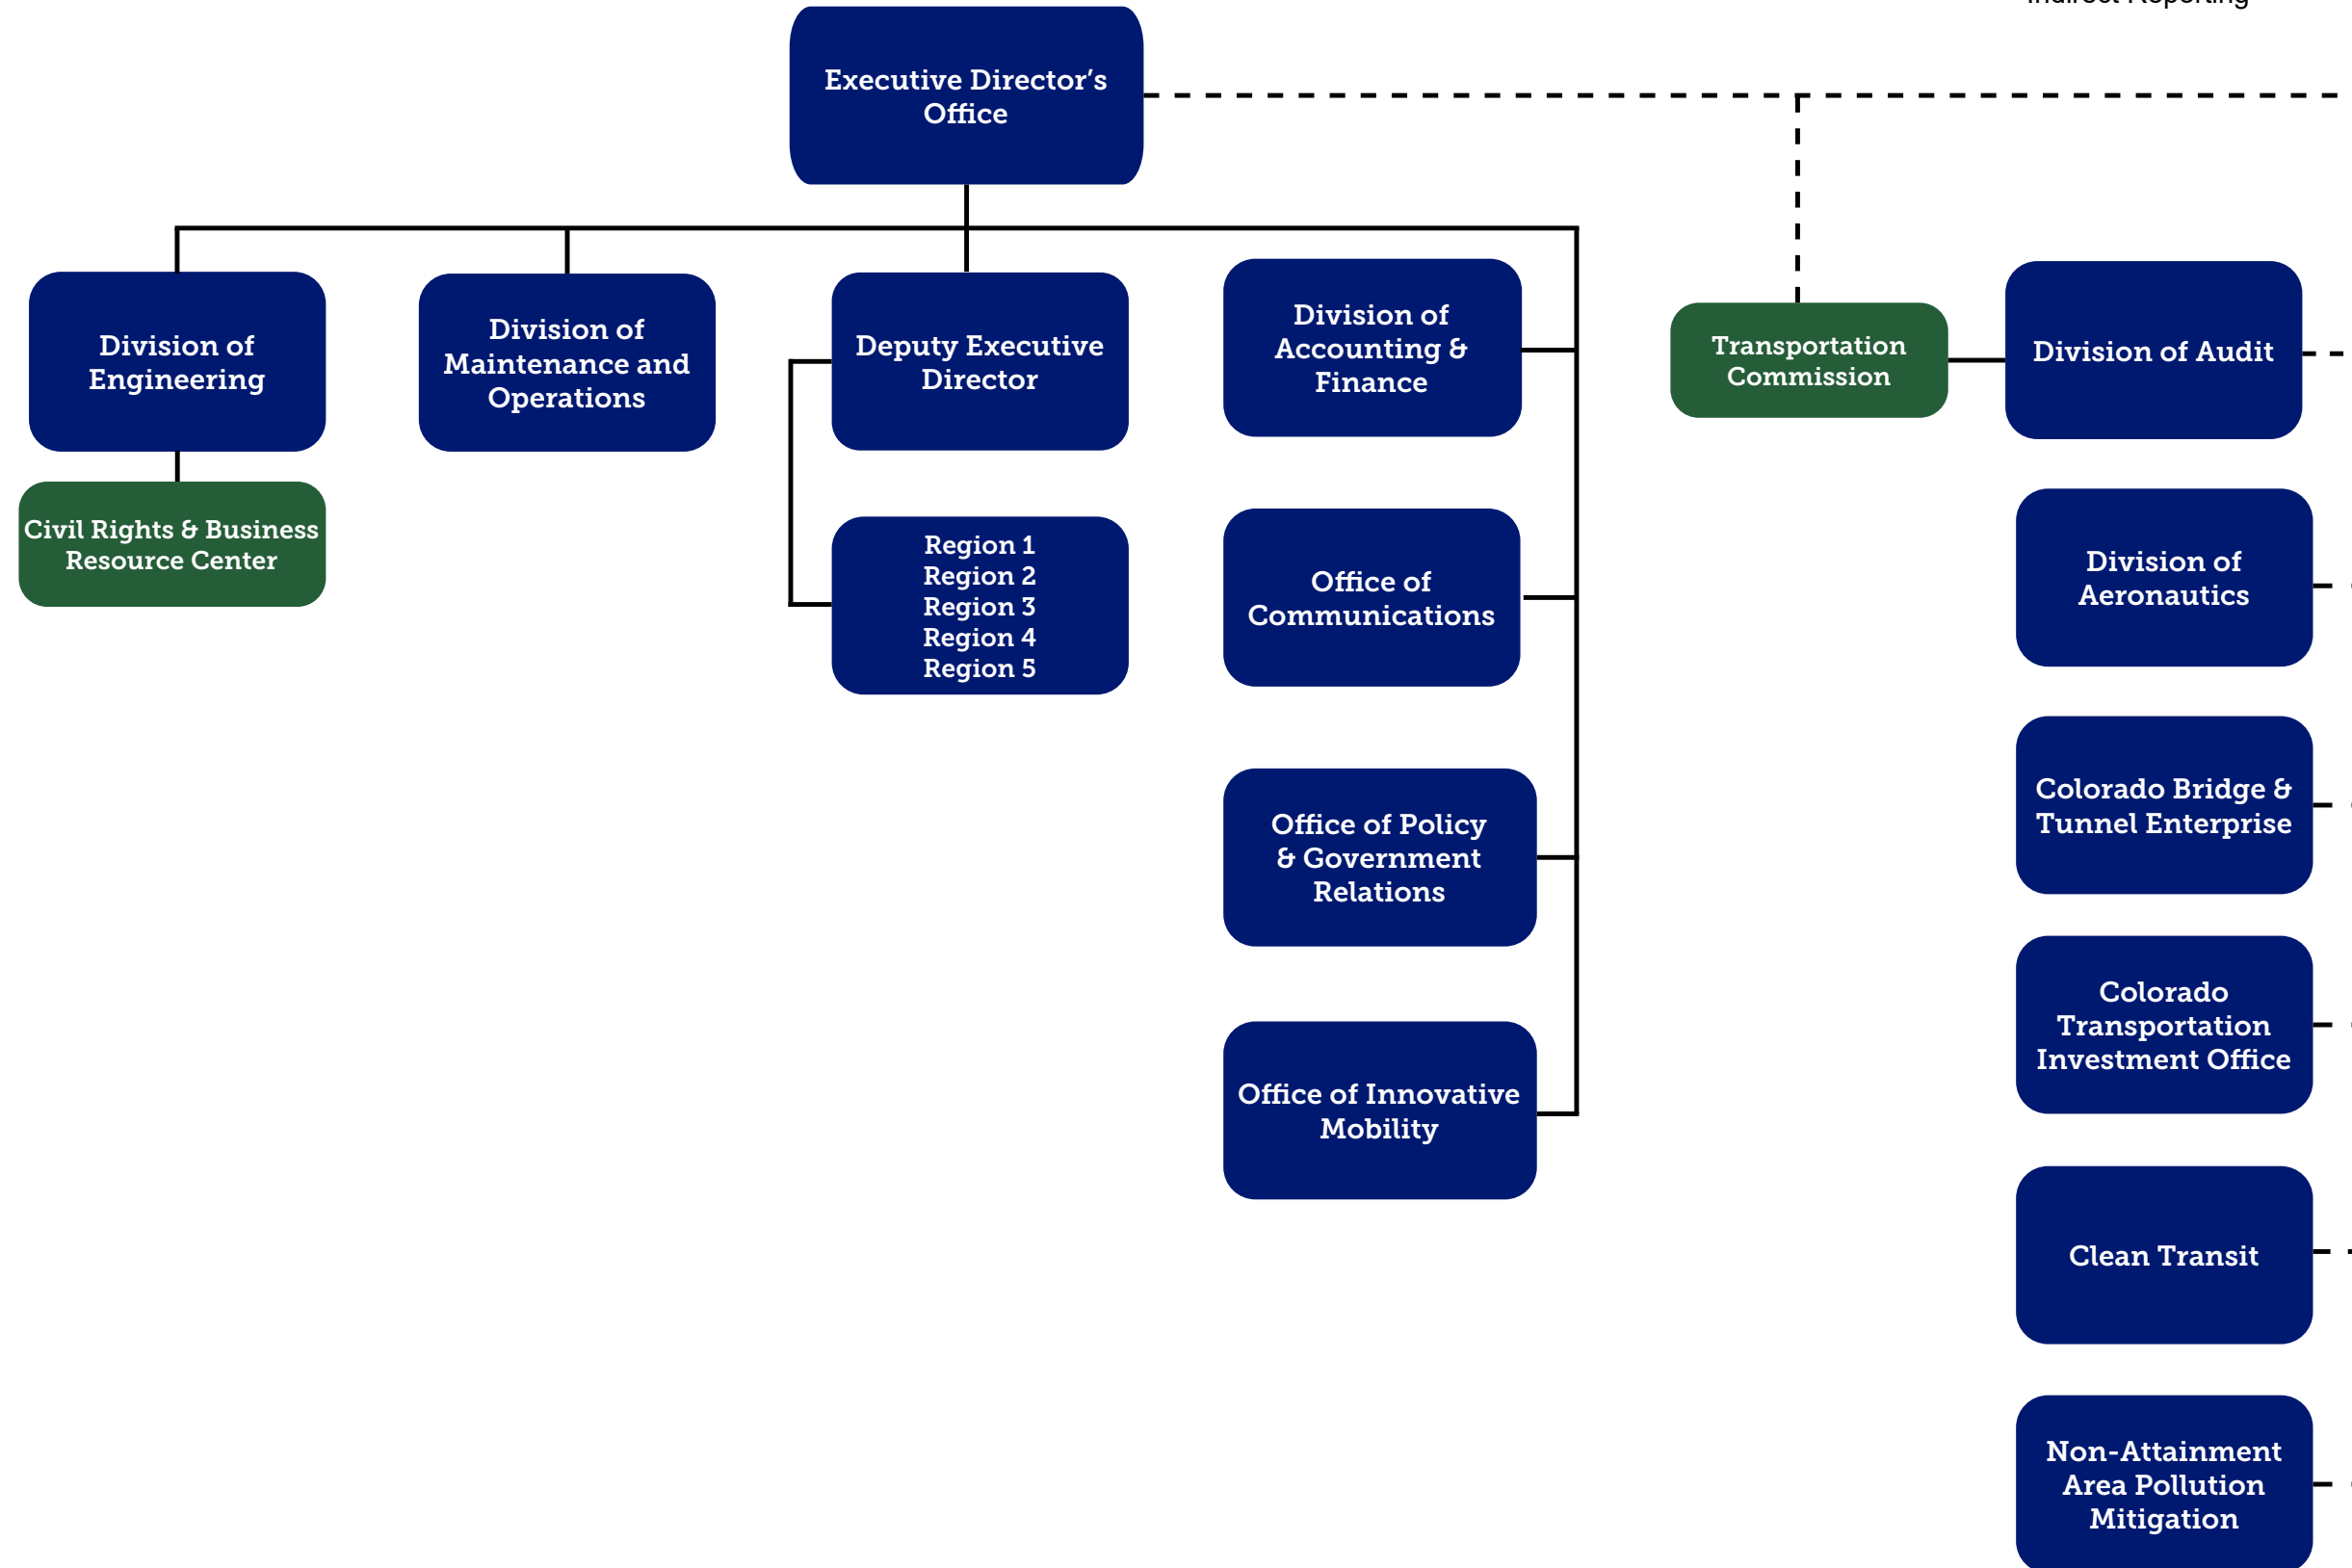 Indirect Reporting
Executive Director’s
Office
Division of
Engineering
Civil Rights & Business
Resource Center
Division of
Maintenance and
Operations
Deputy Executive
Director
Region 1
Region 2
Region 3
Region 4
Region 5
Division of
Accounting &
Finance
Office of
Communications
Office of Policy
& Government
Relations
Office of Innovative
Mobility
Transportation
Commission
Division of Audit
Division of
Aeronautics
Colorado Bridge &
Tunnel Enterprise
Colorado
Transportation
Investment Office
Clean Transit
Non-Attainment
Area Pollution
Mitigation